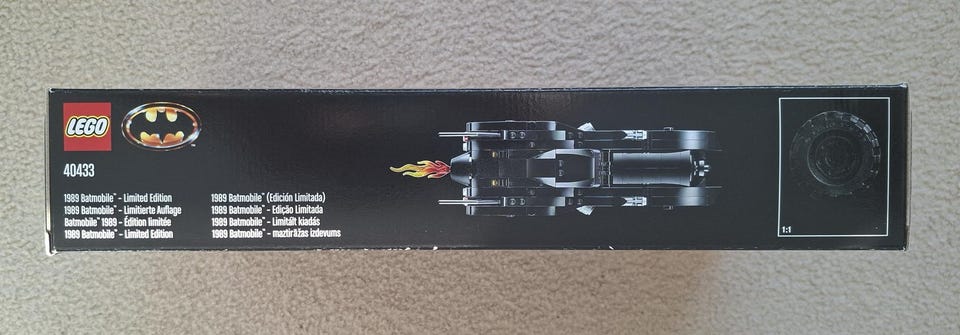 LEGO
40433
1989 Batmobile™ - Limited Edition
1989 Batmobile™ - Limitierte Auflage
Batmobile™ 1989 - Édition limitée
1989 Batmobile™ - Limited Edition
1989 Batmobile™ (Edición Limitada)
1989 Batmobile™ - Edição Limitada
1989 Batmobile™ - Limitált kiadás
1989 Batmobile™ - maztirāžas izdevums
1:1